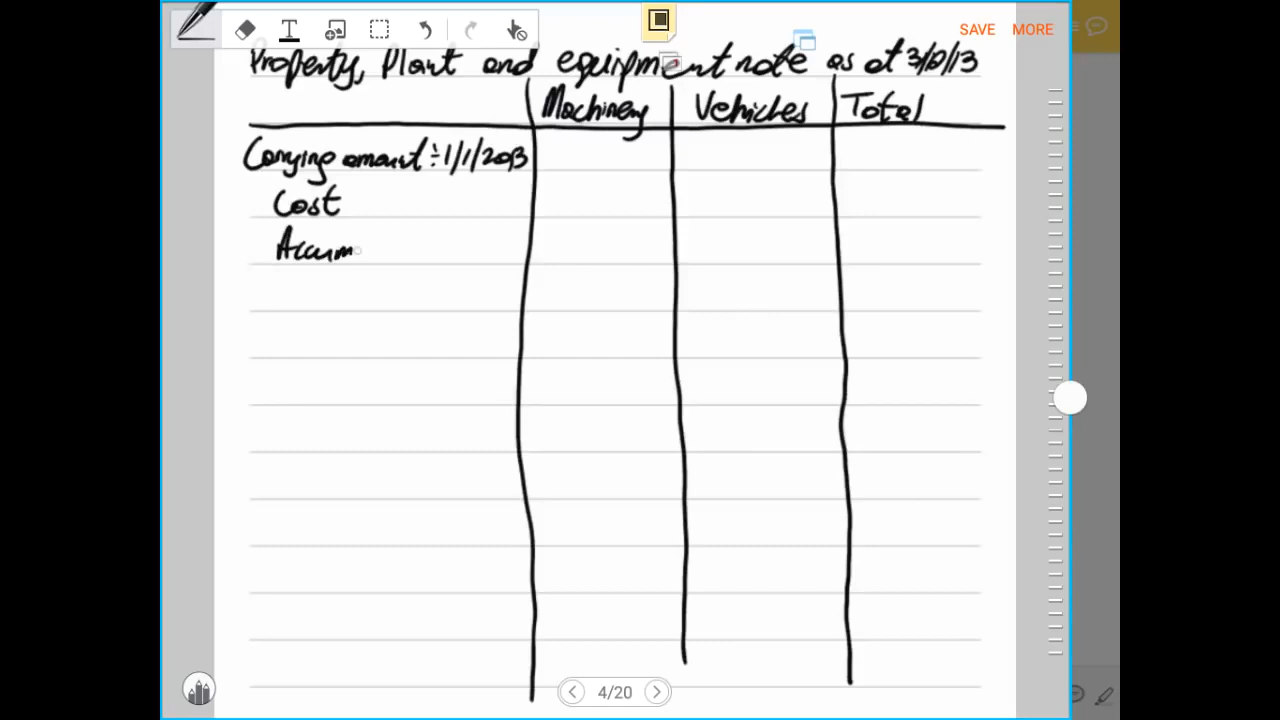 SAVE MORE
Property, Plant and equipment note as at 31/12/13
Machinery Vehicles Total
Carrying amount : 1/1/2013
Cost
Accum
4/20